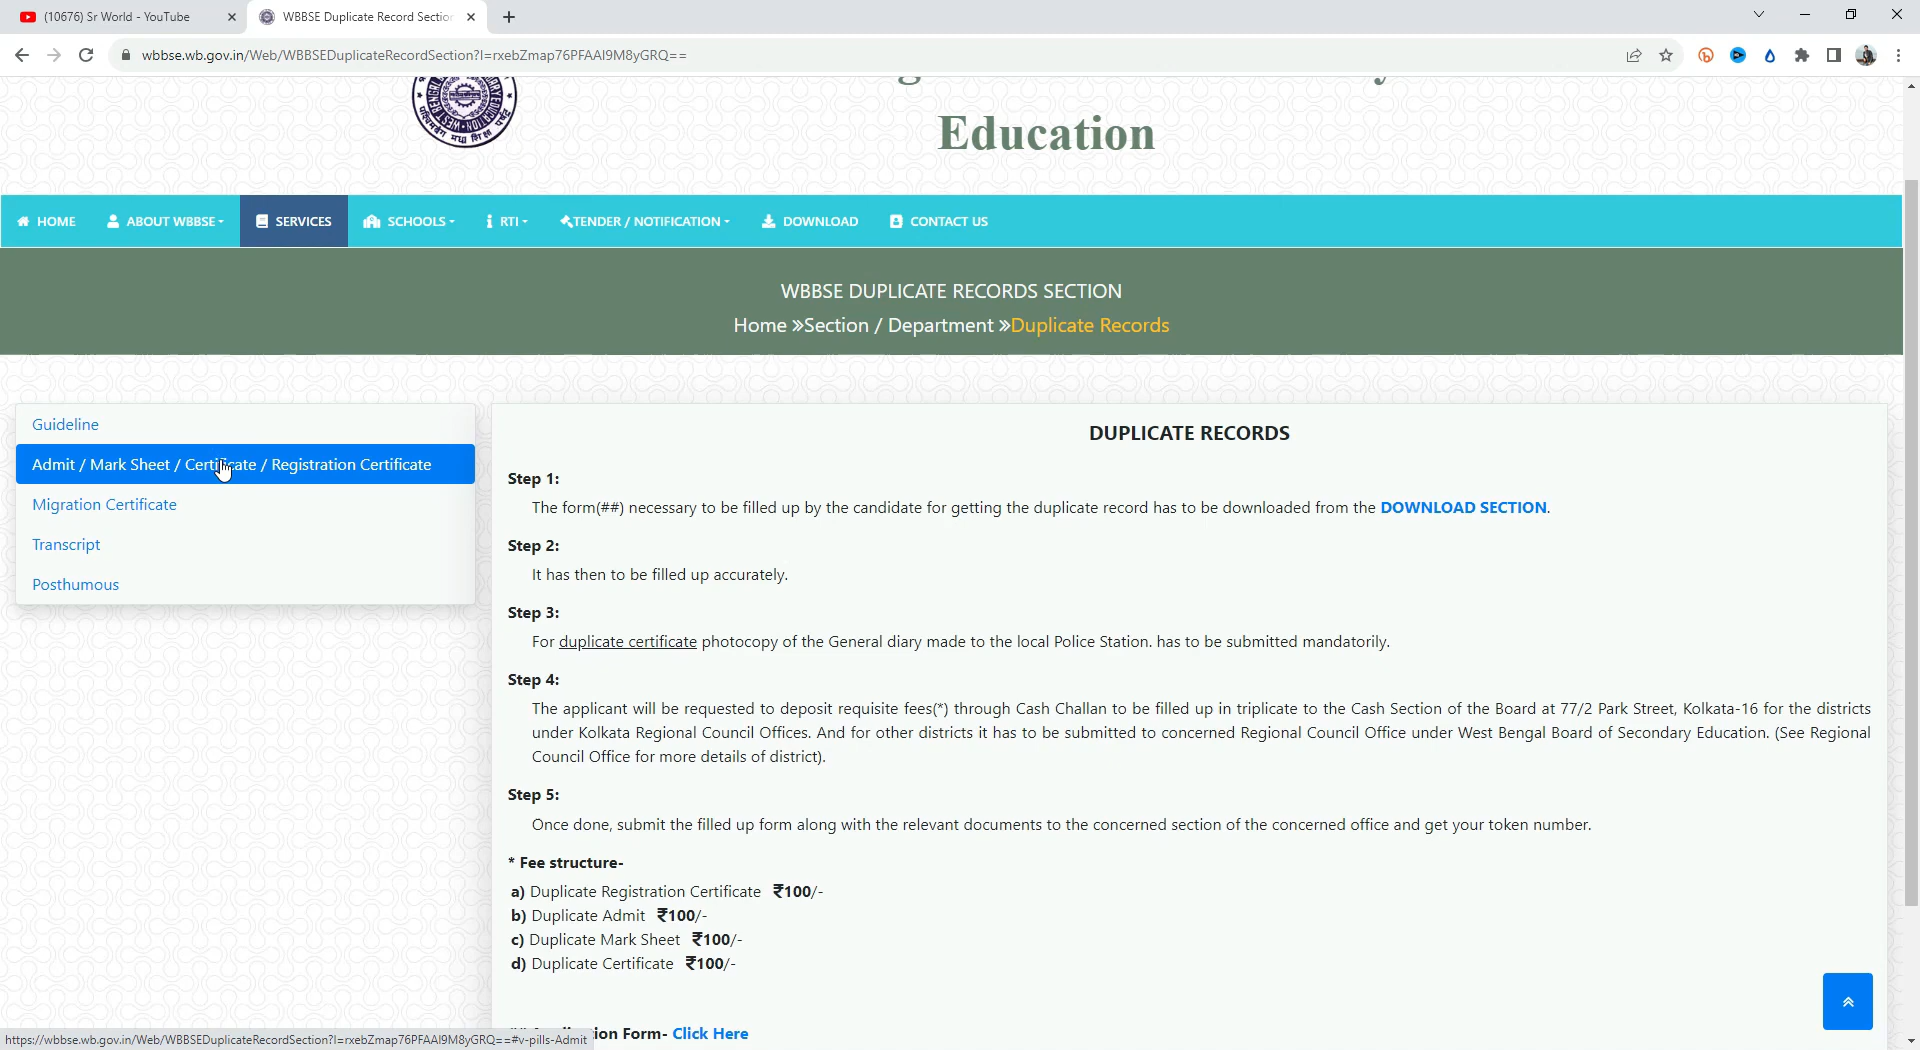 (10676) Sr World - YouTube
WBBSE Duplicate Record Section
wbbse.wb.gov.in/Web/WBBSEDuplicateRecordSection?l=rxebZmap76PFAAI9M8yGRQ==
Education
HOME ABOUT WBBSE SERVICES SCHOOLS RTI TENDER / NOTIFICATION DOWNLOAD CONTACT US
WBBSE DUPLICATE RECORDS SECTION
Home »Section / Department »Duplicate Records
Guideline
Admit / Mark Sheet / Certificate / Registration Certificate
Migration Certificate
Transcript
Posthumous
DUPLICATE RECORDS
Step 1:
The form(##) necessary to be filled up by the candidate for getting the duplicate record has to be downloaded from the DOWNLOAD SECTION.
Step 2:
It has then to be filled up accurately.
Step 3:
For duplicate certificate photocopy of the General diary made to the local Police Station. has to be submitted mandatorily.
Step 4:
The applicant will be requested to deposit requisite fees(*) through Cash Challan to be filled up in triplicate to the Cash Section of the Board at 77/2 Park Street, Kolkata-16 for the districts
under Kolkata Regional Council Offices. And for other districts it has to be submitted to concerned Regional Council Office under West Bengal Board of Secondary Education. (See Regional
Council Office for more details of district).
Step 5:
Once done, submit the filled up form along with the relevant documents to the concerned section of the concerned office and get your token number.
* Fee structure-
a) Duplicate Registration Certificate ₹100/-
b) Duplicate Admit ₹100/-
c) Duplicate Mark Sheet ₹100/-
d) Duplicate Certificate ₹100/-
Form- Click Here
https://wbbse.wb.gov.in/Web/WBBSEDuplicateRecordSection?l=rxebZmap76PFAAI9M8yGRQ==#v-pills-Admit